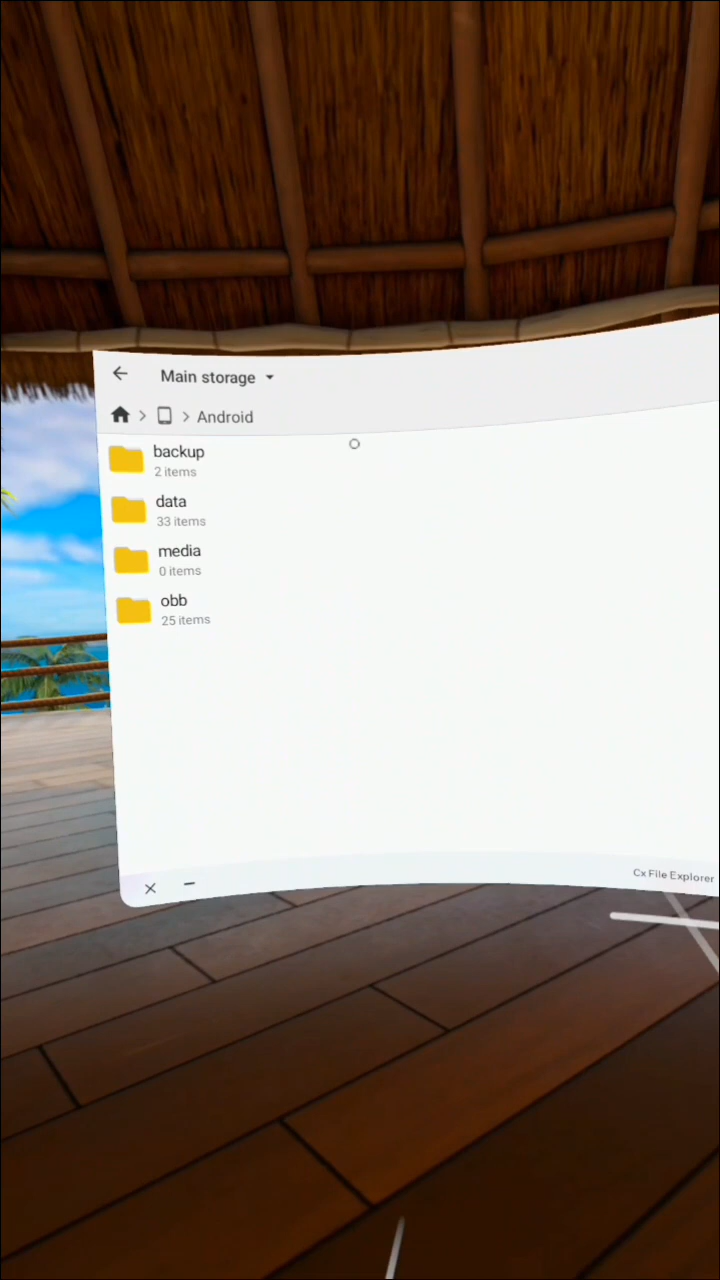 Main storage
Android
backup
2 items
data
33 items
media
0 items
obb
25 items
Cx File Explorer